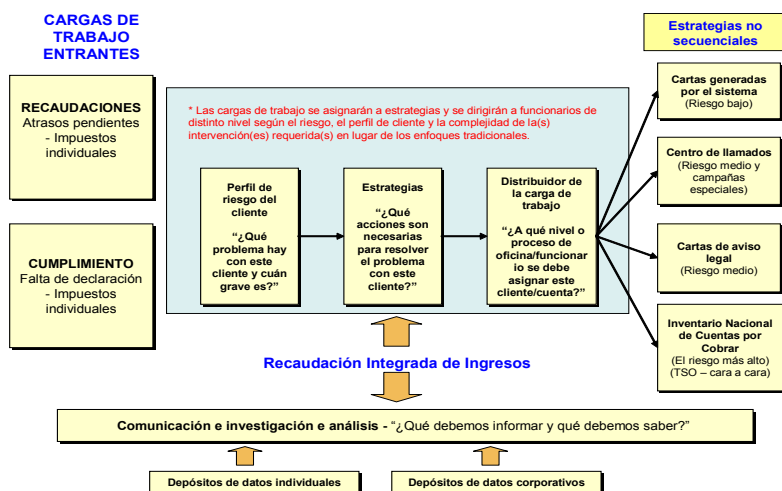 CARGAS DE
TRABAJO
ENTRANTES
RECAUDACIONES
Atrasos pendientes
- Impuestos
individuales
CUMPLIMIENTO
Falta de declaración
- Impuestos
individuales
* Las cargas de trabajo se asignarán a estrategias y se dirigirán a funcionarios de
distinto nivel según el riesgo, el perfil de cliente y la complejidad de la(s)
intervención(es) requerida(s) en lugar de los enfoques tradicionales.
Perfil de
riesgo del
cliente
“¿Qué
problema hay
con este
cliente y cuán
grave es?”
Estrategias
“¿Qué
acciones son
necesarias
para resolver
el problema
con este
cliente?”
Distribuidor de
la carga de
trabajo
“¿A qué nivel o
proceso de
oficina/funcionar
io se debe
asignar este
cliente/cuenta?”
Estrategias no
secuenciales
Cartas generadas
por el sistema
(Riesgo bajo)
Centro de llamados
(Riesgo medio y
campañas
especiales)
Cartas de aviso
legal
(Riesgo medio)
Inventario Nacional
de Cuentas por
Cobrar
(El riesgo más alto)
(TSO – cara a cara)
Recaudación Integrada de Ingresos
Comunicación e investigación e análisis - “¿Qué debemos informar y qué debemos saber?”
Depósitos de datos individuales
Depósitos de datos corporativos